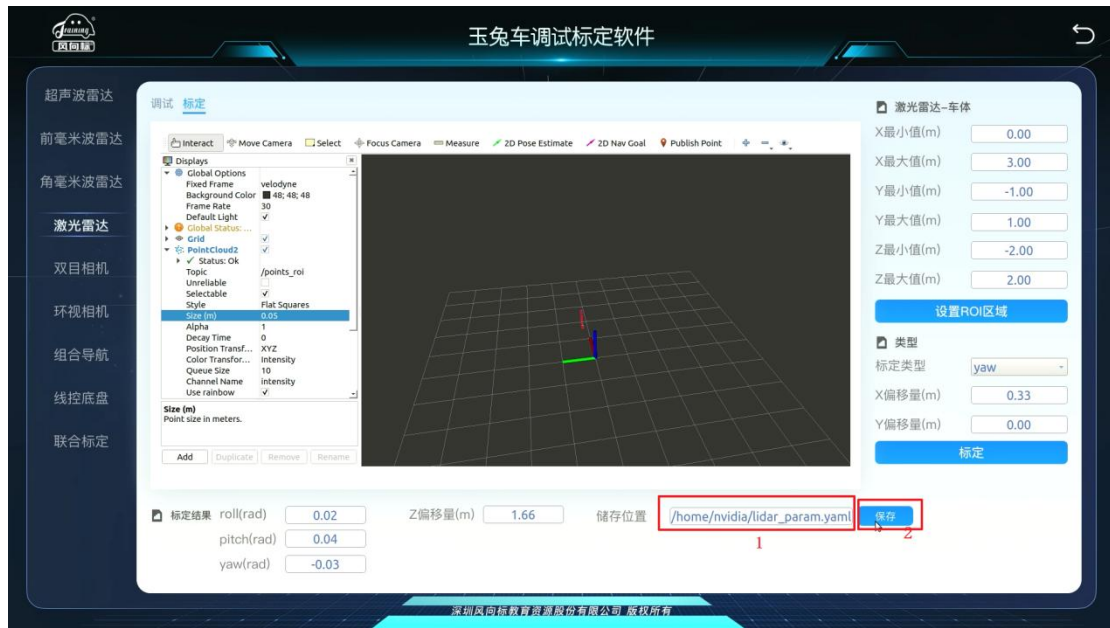 Training
风向标
玉兔车调试标定软件
超声波雷达
前毫米波雷达
角毫米波雷达
激光雷达
双目相机
环视相机
组合导航
线控底盘
联合标定
调试 标定
Interact Move Camera Select Focus Camera Measure 2D Pose Estimate 2D Nav Goal Publish Point
Displays
Global Options
Fixed Frame velodyne
Background Color 48; 48; 48
Frame Rate 30
Default Light
Global Status: ...
Grid
PointCloud2
Status: Ok
Topic /points_roi
Unreliable
Selectable
Style Flat Squares
Size (m) 0.05
Alpha 1
Decay Time 0
Position Transf... XYZ
Color Transfor... Intensity
Queue Size 10
Channel Name intensity
Use rainbow
Size (m)
Point size in meters.
Add Duplicate Remove Rename
激光雷达-车体
X最小值(m) 0.00
X最大值(m) 3.00
Y最小值(m) -1.00
Y最大值(m) 1.00
Z最小值(m) -2.00
Z最大值(m) 2.00
设置ROI区域
类型
标定类型 yaw
X偏移量(m) 0.33
Y偏移量(m) 0.00
标定
标定结果 roll(rad) 0.02 Z偏移量(m) 1.66 储存位置 /home/nvidia/lidar_param.yaml 保存
1 2
pitch(rad) 0.04
yaw(rad) -0.03
深圳风向标教育资源股份有限公司 版权所有